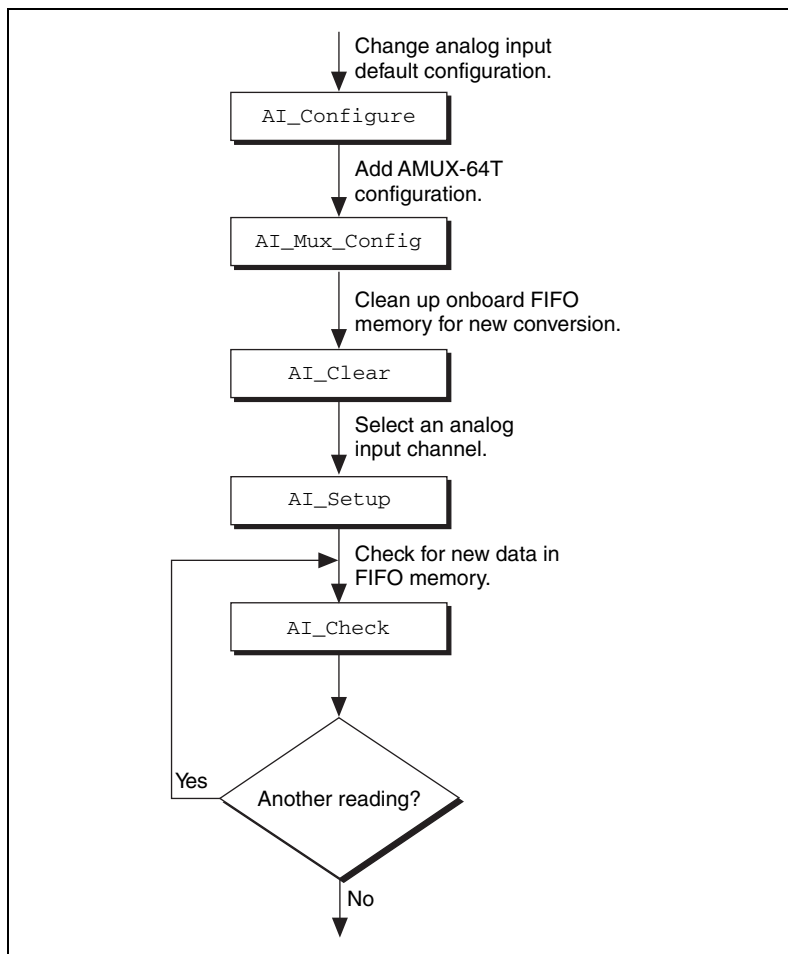 Change analog input
default configuration.
AI_Configure
Add AMUX-64T
configuration.
AI_Mux_Config
Clean up onboard FIFO
memory for new conversion.
AI_Clear
Select an analog
input channel.
AI_Setup
Check for new data in
FIFO memory.
AI_Check
Yes
Another reading?
No